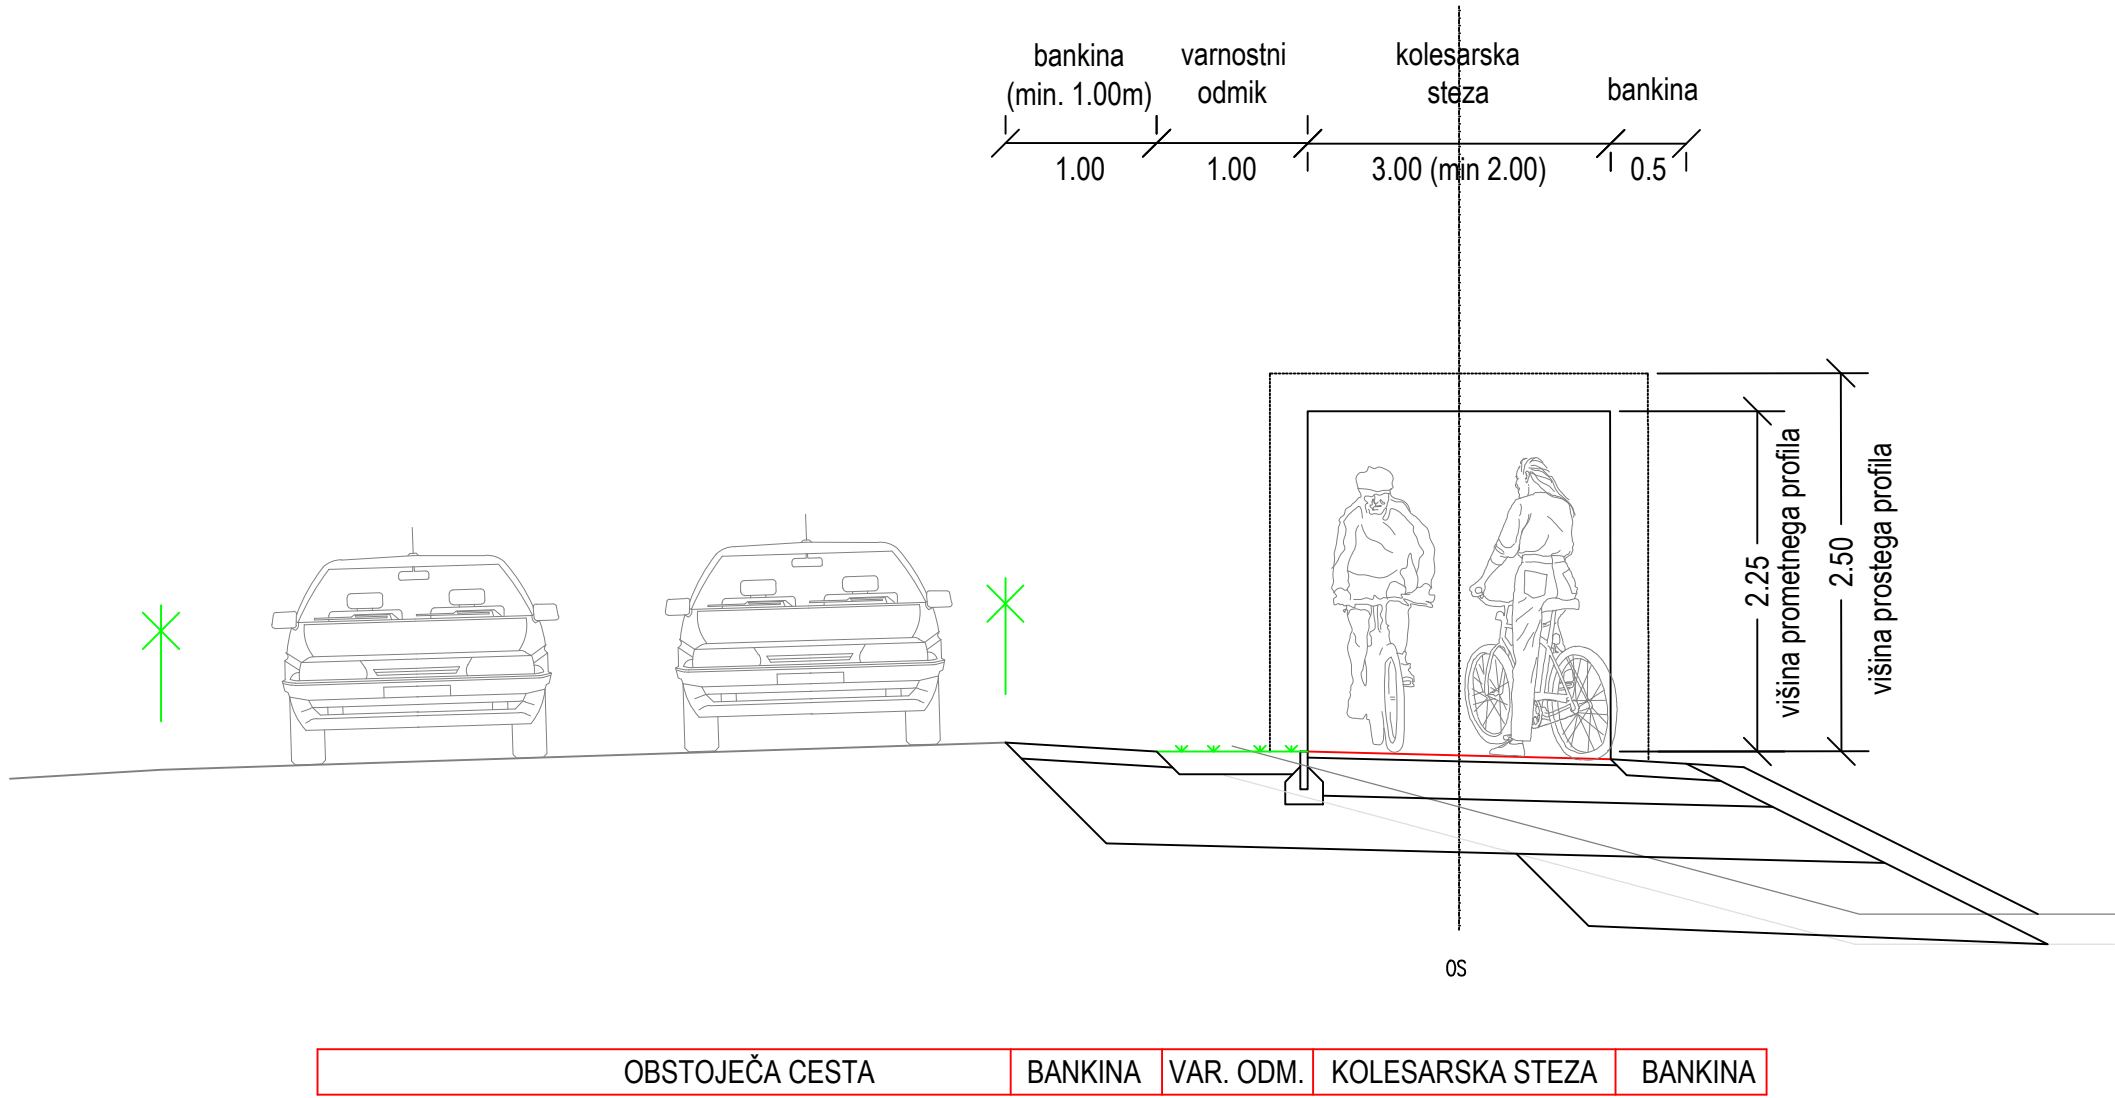 bankina
(min. 1.00m)
varnostni
odmik
kolesarska
steza
bankina
1.00
1.00
3.00 (min 2.00)
0.5
2.25
višina prometnega profila
2.50
višina prostega profila
os
OBSTOJEČA CESTA
BANKINA
VAR. ODM.
KOLESARSKA STEZA
BANKINA